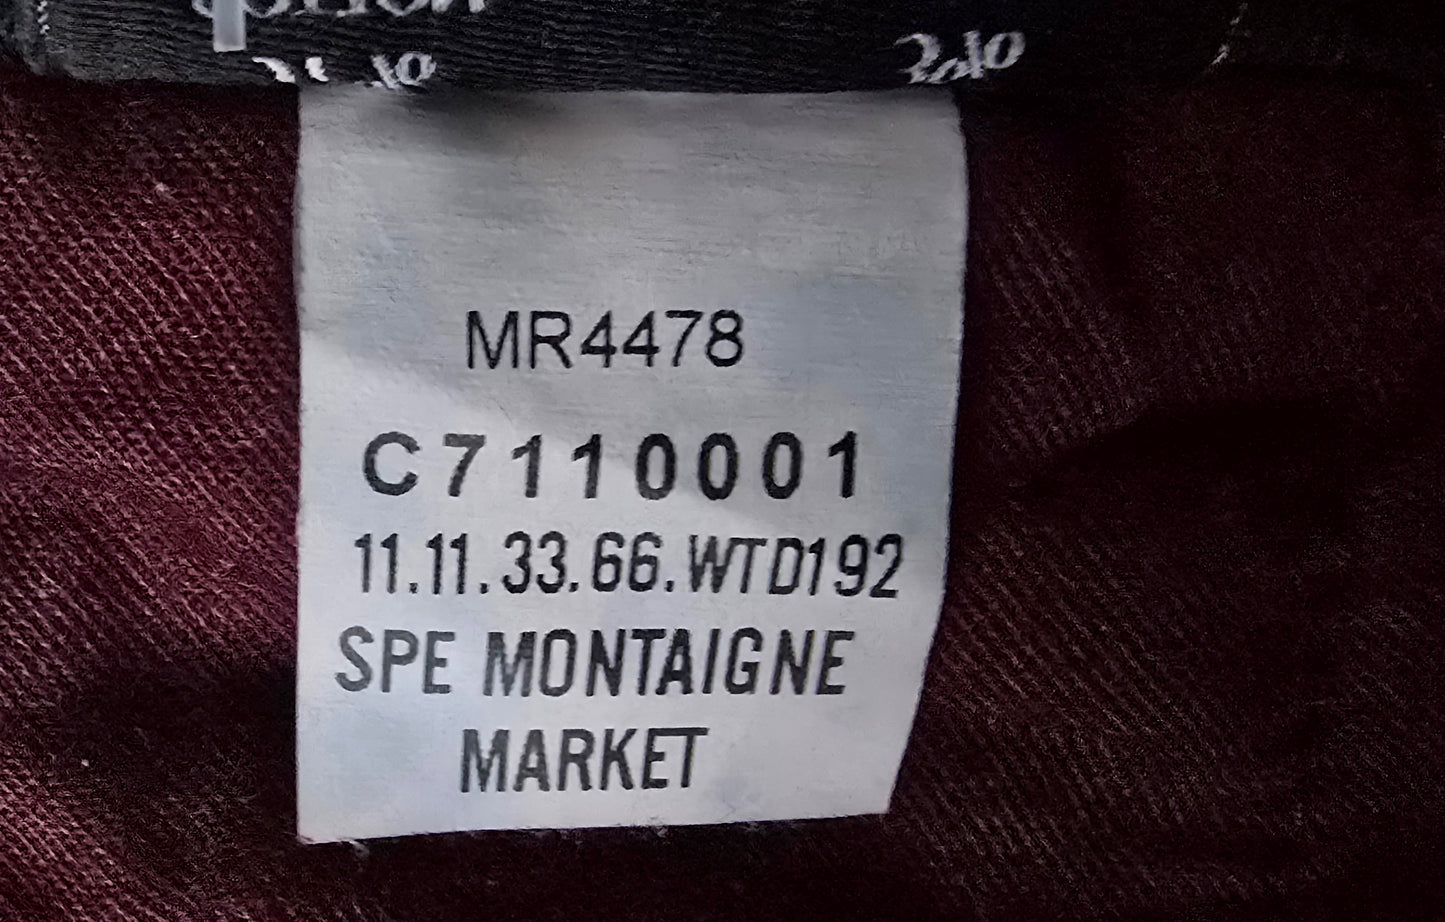 MR4478
C7110001
11.11.33.66.WTD192
SPE MONTAIGNE
MARKET